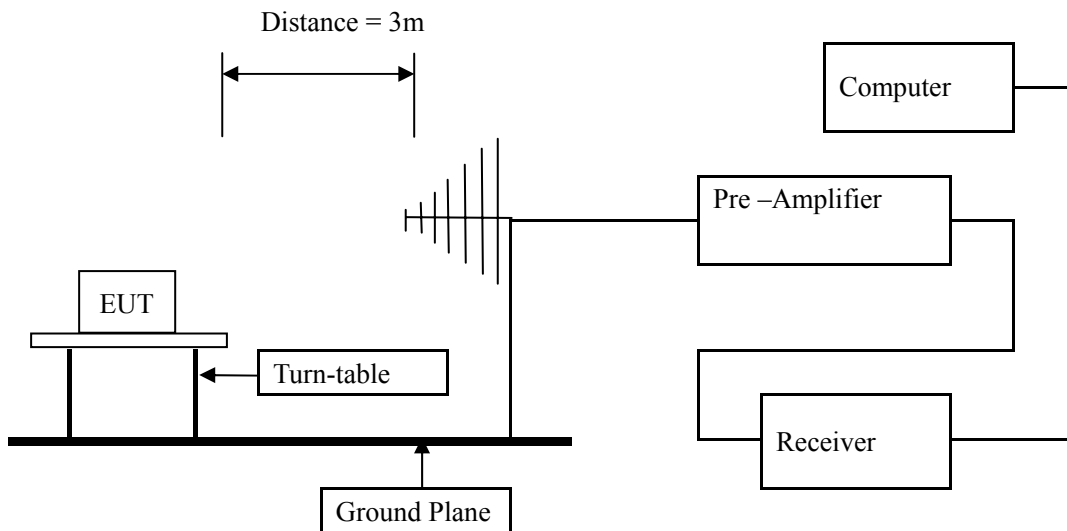 Distance = 3m
Computer
Pre –Amplifier
EUT
Turn-table
Receiver
Ground Plane